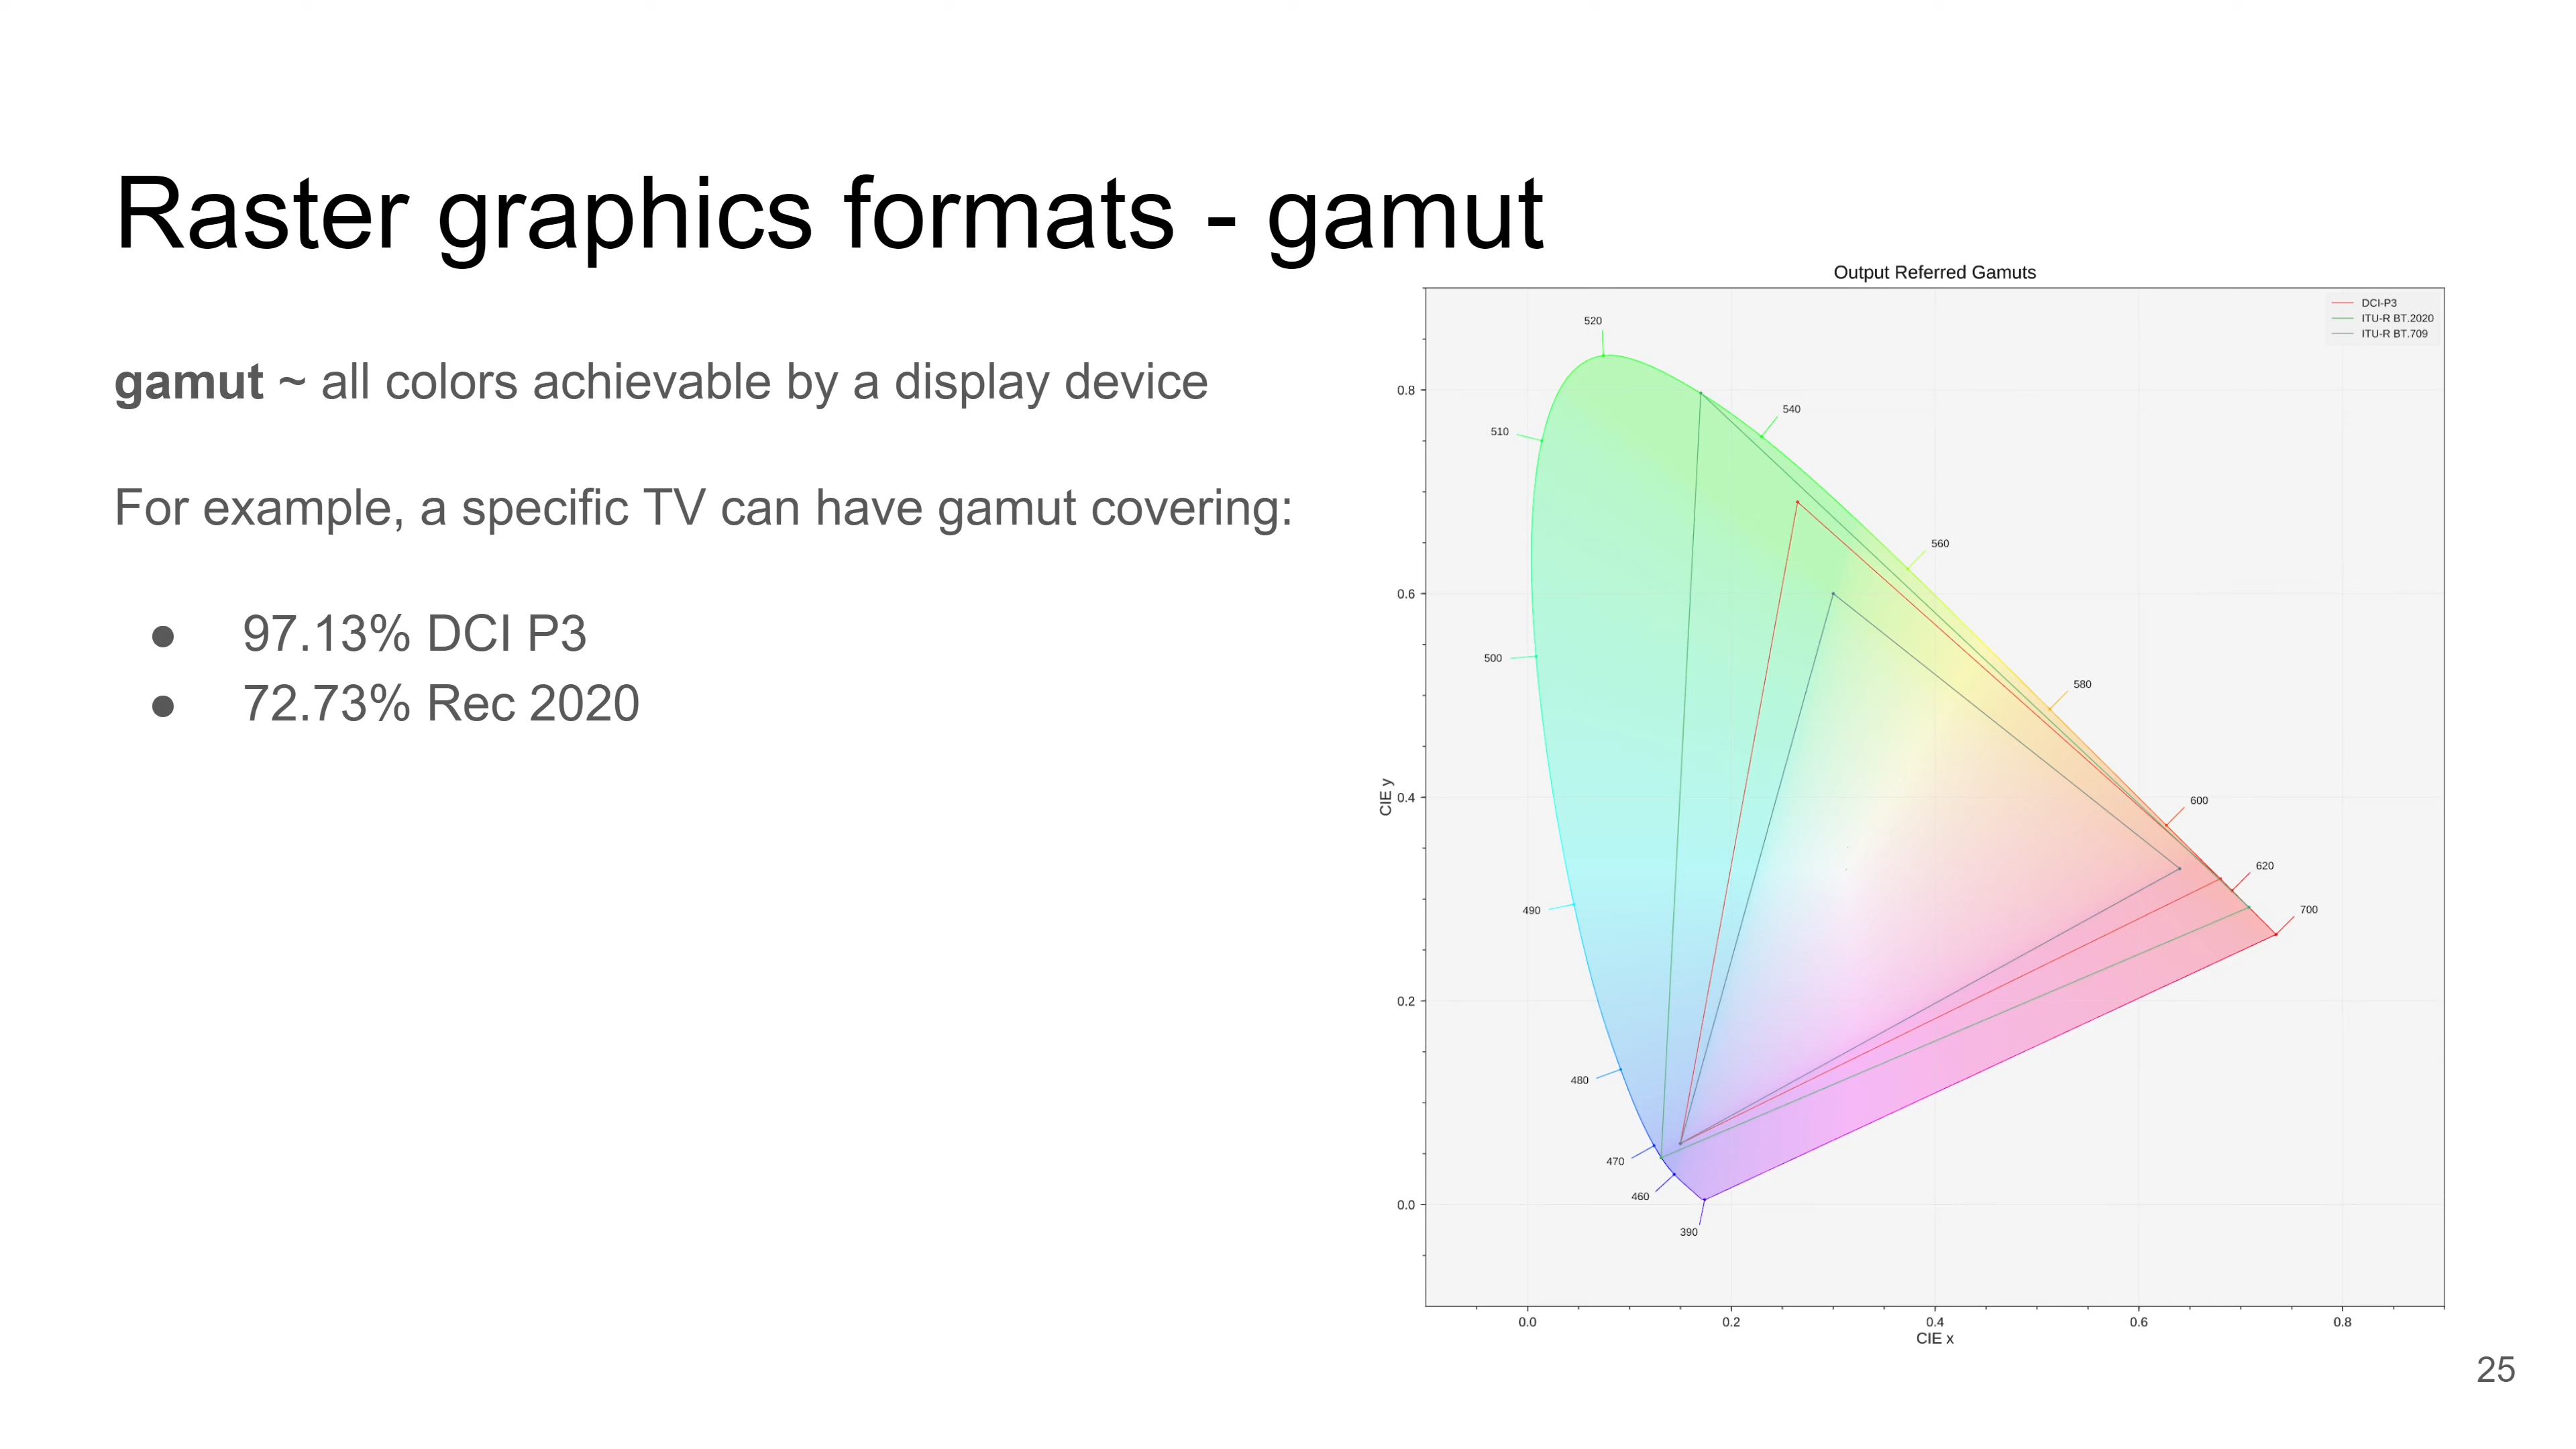 Raster graphics formats - gamut
gamut ~ all colors achievable by a display device
For example, a specific TV can have gamut covering:
● 97.13% DCI P3
● 72.73% Rec 2020
Output Referred Gamuts
DCI-P3
ITU-R BT.2020
ITU-R BT.709
520
540
510
560
500
580
600
620
700
490
480
470
460
390
0.8
0.6
0.4
0.2
0.0
CIE y
0.0 0.2 0.4 0.6 0.8
CIE x
25